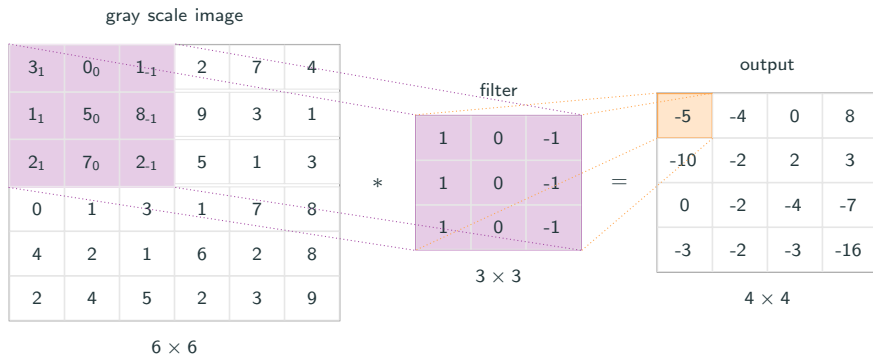 gray scale image
3₁ 0₀ 1₋₁ 2 7 4
1₁ 5₀ 8₋₁ 9 3 1
2₁ 7₀ 2₋₁ 5 1 3
0 1 3 1 7 8
4 2 1 6 2 8
2 4 5 2 3 9
6 × 6
*
filter
1 0 -1
1 0 -1
1 0 -1
3 × 3
=
output
-5 -4 0 8
-10 -2 2 3
0 -2 -4 -7
-3 -2 -3 -16
4 × 4